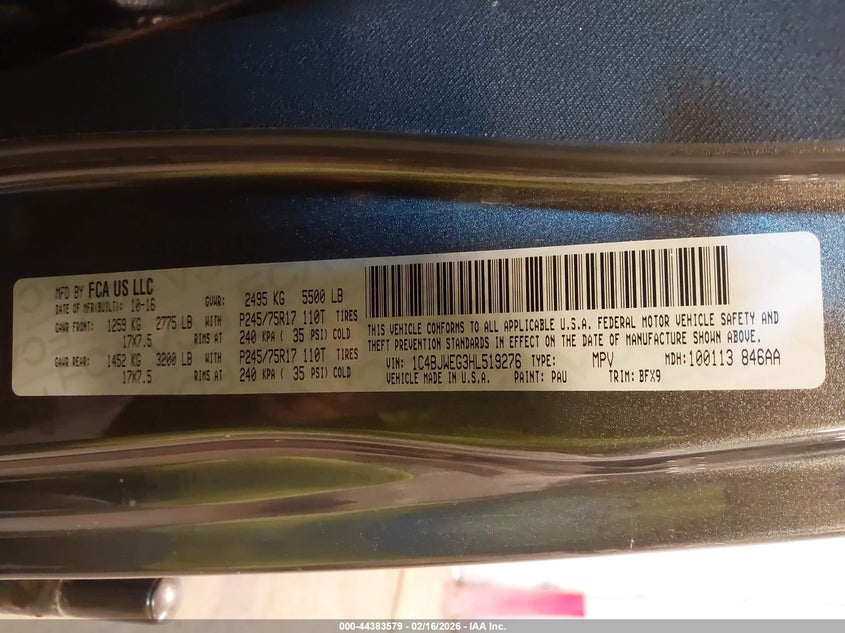 MFD BY FCA US LLC
DATE OF MFR(BUILT): 10-16 GVWR: 2495 KG 5500 LB
GAWR FRONT: 1259 KG 2775 LB WITH P245/75R17 110T TIRES
17X7.5 RIMS AT 240 KPA ( 35 PSI) COLD
GAWR REAR: 1452 KG 3200 LB WITH P245/75R17 110T TIRES
17X7.5 RIMS AT 240 KPA ( 35 PSI) COLD
THIS VEHICLE CONFORMS TO ALL APPLICABLE U.S.A. FEDERAL MOTOR VEHICLE SAFETY AND
THEFT PREVENTION STANDARDS IN EFFECT ON THE DATE OF MANUFACTURE SHOWN ABOVE.
VIN: 1C4BJWEG3HL519276 TYPE: MPV MDH: 100113 846AA
VEHICLE MADE IN U.S.A. PAINT: PAU TRIM: BFX9
000-44383579 — 02/16/2026 — IAA Inc.